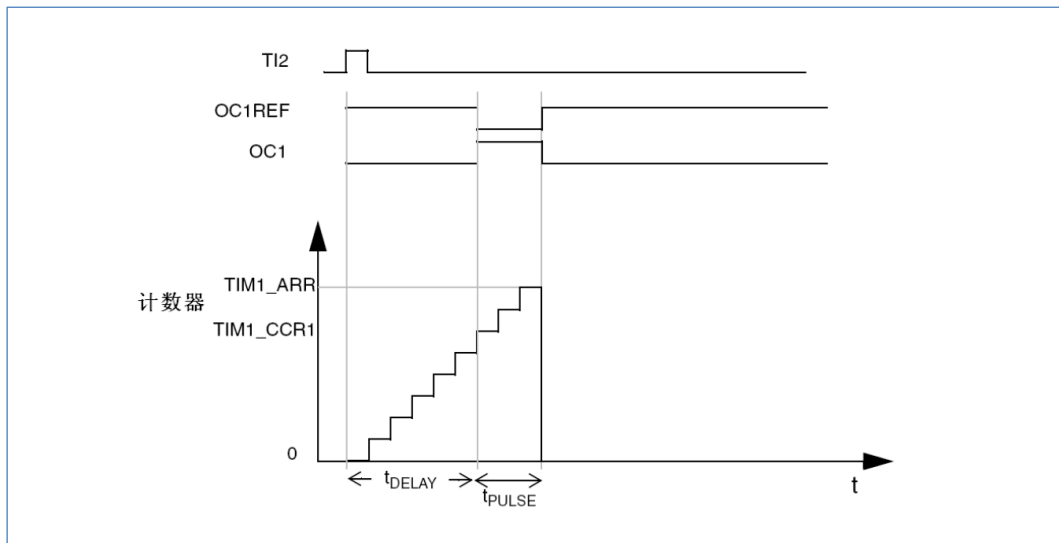 TI2
OC1REF
OC1
TIM1_ARR
计数器
TIM1_CCR1
0
tDELAY
tPULSE
t